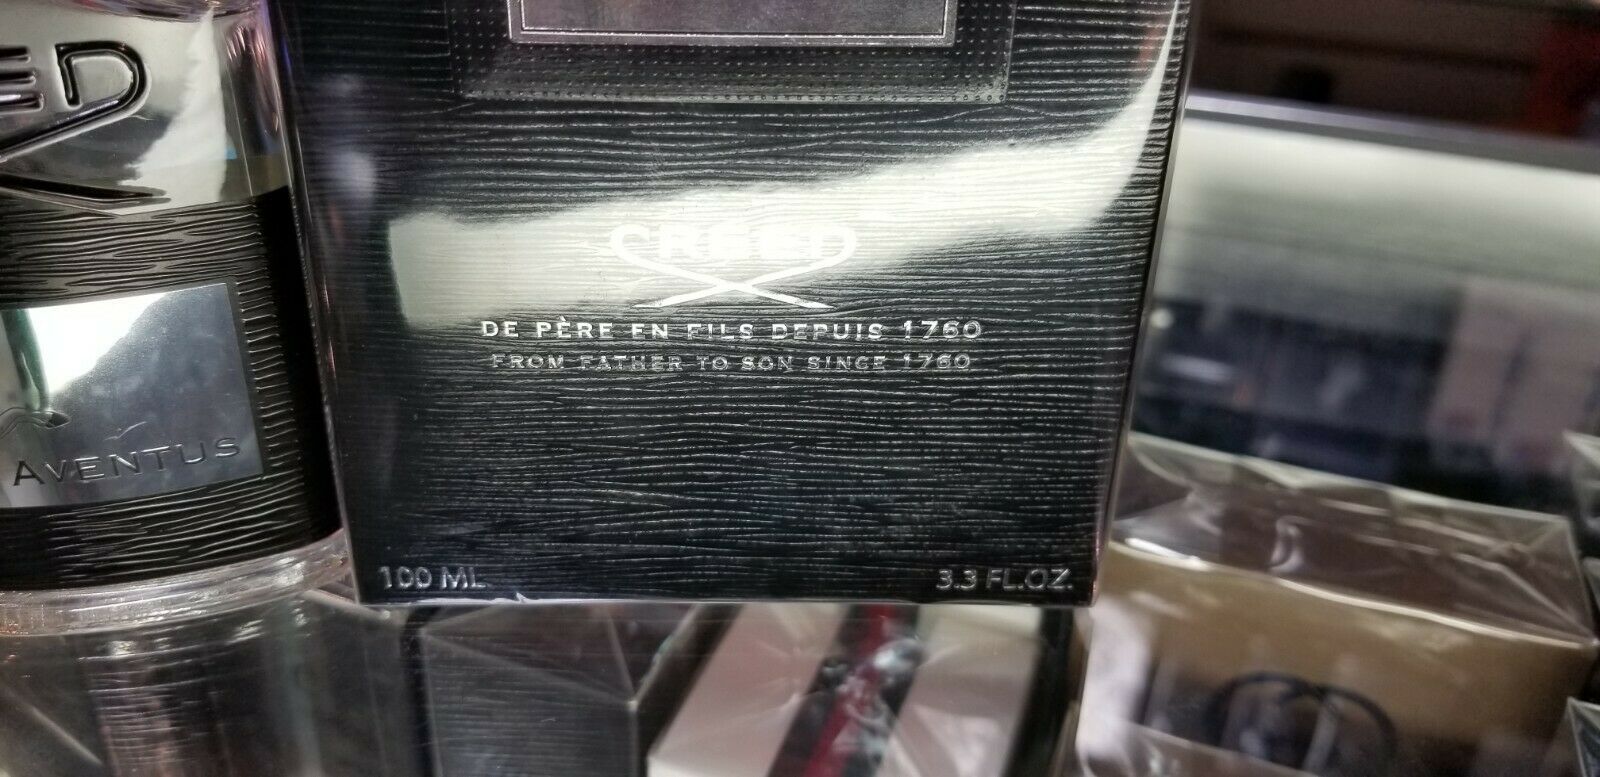 ED
AVENTUS
CREED
DE PÈRE EN FILS DEPUIS 1760
FROM FATHER TO SON SINCE 1760
100 ML
3.3 FL.OZ.